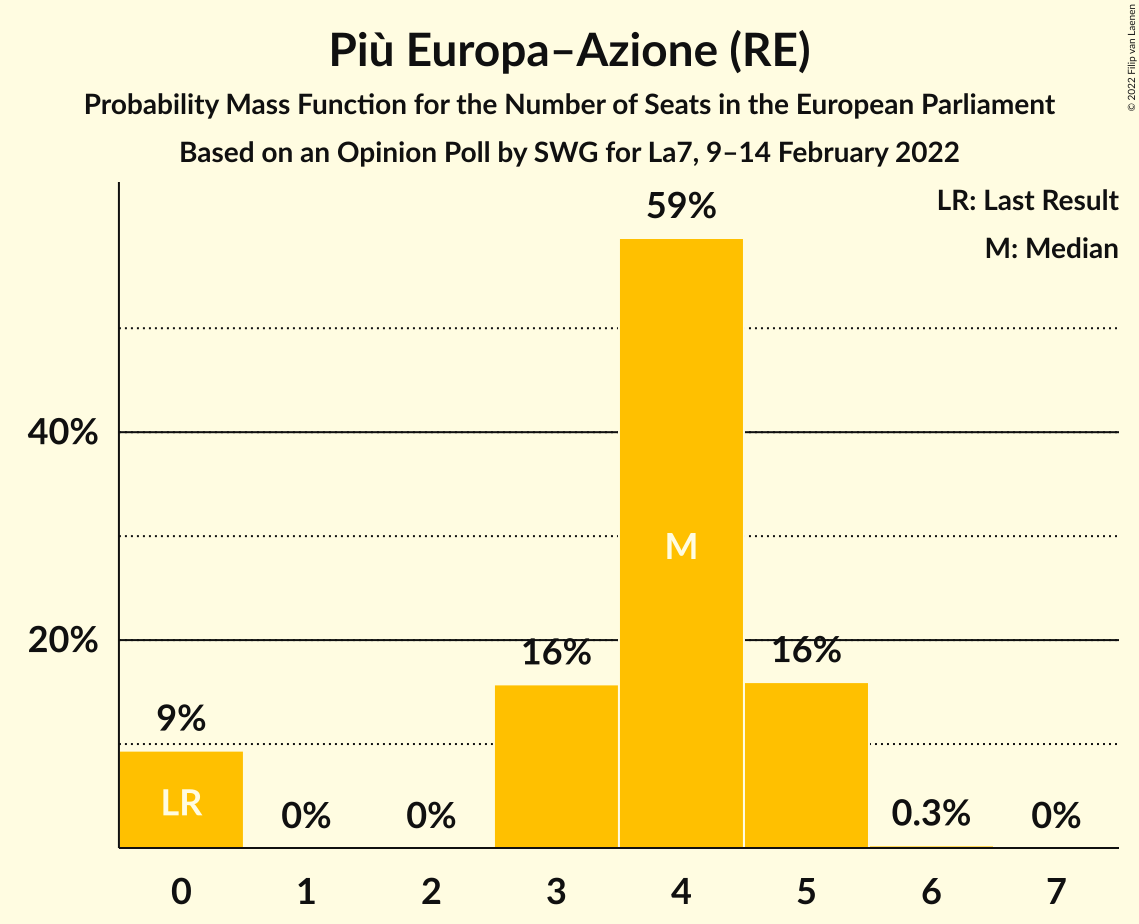 Più Europa–Azione (RE)
Probability Mass Function for the Number of Seats in the European Parliament
Based on an Opinion Poll by SWG for La7, 9–14 February 2022
© 2022 Filip van Laenen
LR: Last Result
M: Median
59%
40%
M
20%
16%
16%
9%
LR
0%
0%
0.3%
0%
0 1 2 3 4 5 6 7